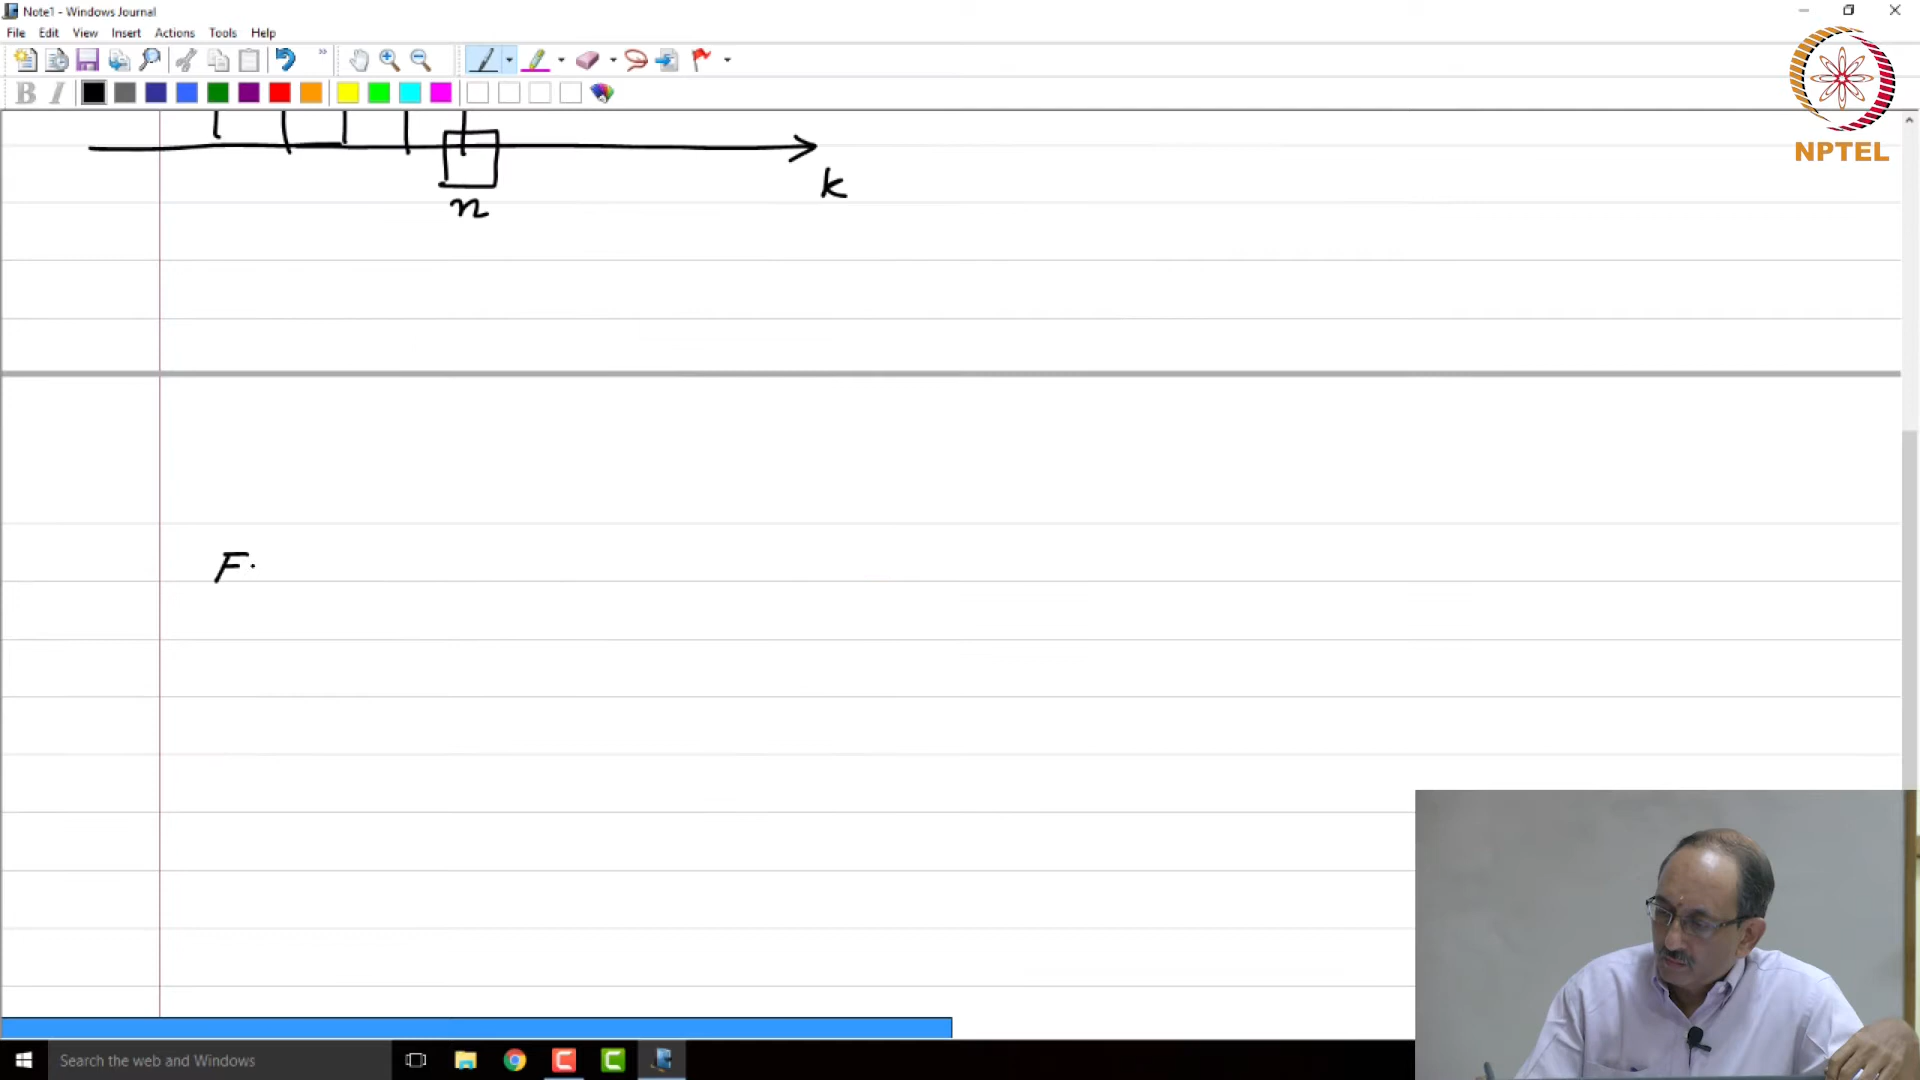 Note1 - Windows Journal
File Edit View Insert Actions Tools Help
B I
NPTEL
k
n
F
Search the web and Windows